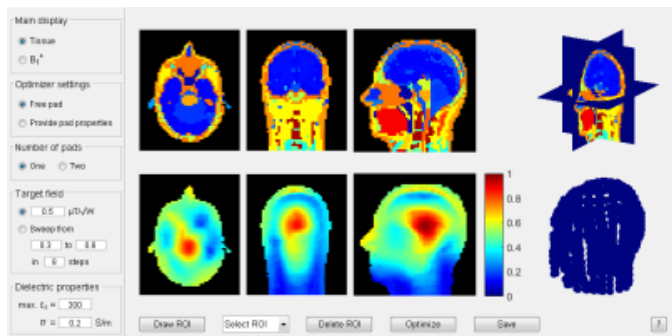 Main display
Tissue
B₁⁺
Optimizer settings
Free pad
Provide pad properties
Number of pads
One Two
Target field
0.5 μT/√W
Sweep from
0.3 to 0.8
in 6 steps
Dielectric properties
max. εᵣ = 300
σ = 0.2 S/m
1
0.8
0.6
0.4
0.2
0
Draw ROI Select ROI Delete ROI Optimize Save ?